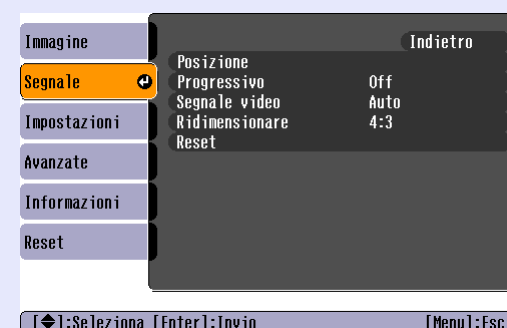 Immagine
Segnale
Impostazioni
Avanzate
Informazioni
Reset
Indietro
Posizione
Progressivo Off
Segnale video Auto
Ridimensionare 4:3
Reset
[◆]:Seleziona [Enter]:Invio [Menu]:Esc